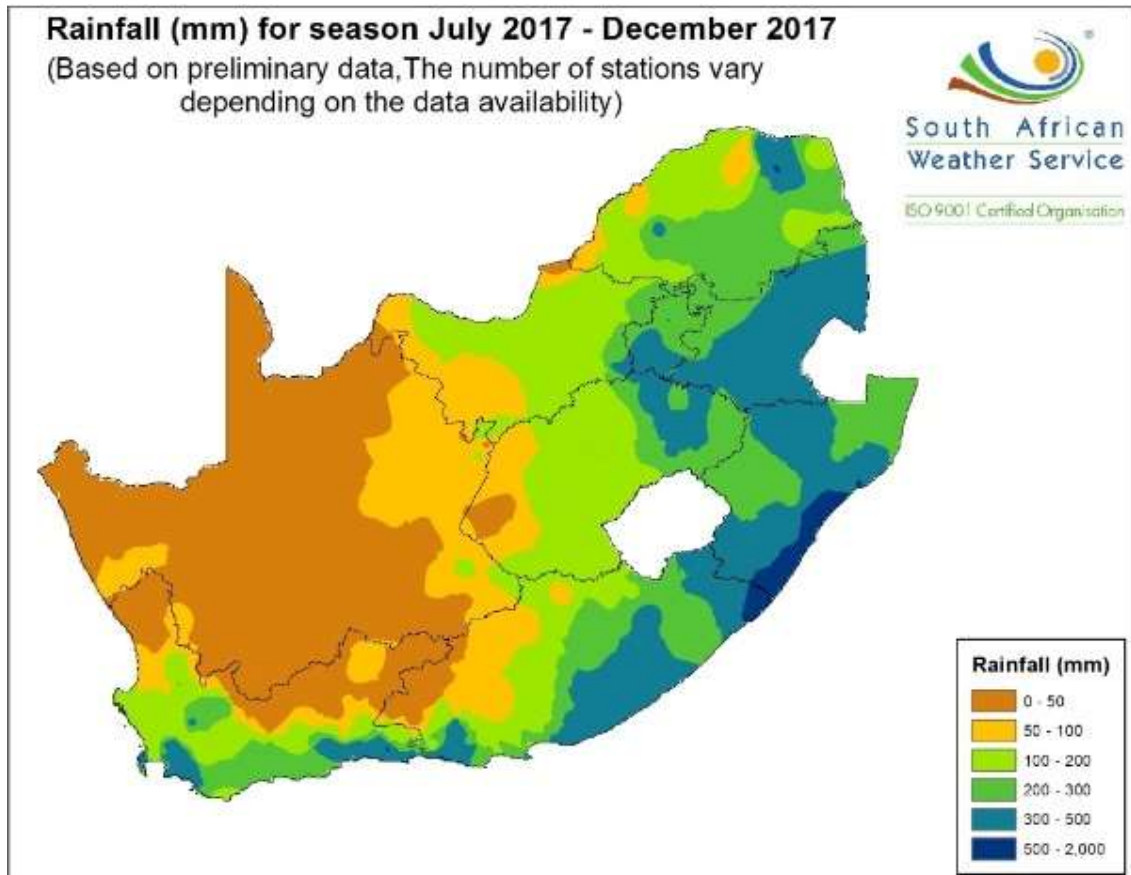 Rainfall (mm) for season July 2017 - December 2017
(Based on preliminary data,The number of stations vary
depending on the data availability)
®
South African
Weather Service
ISO 9001 Certified Organisation
Rainfall (mm)
0 - 50
50 - 100
100 - 200
200 - 300
300 - 500
500 - 2,000